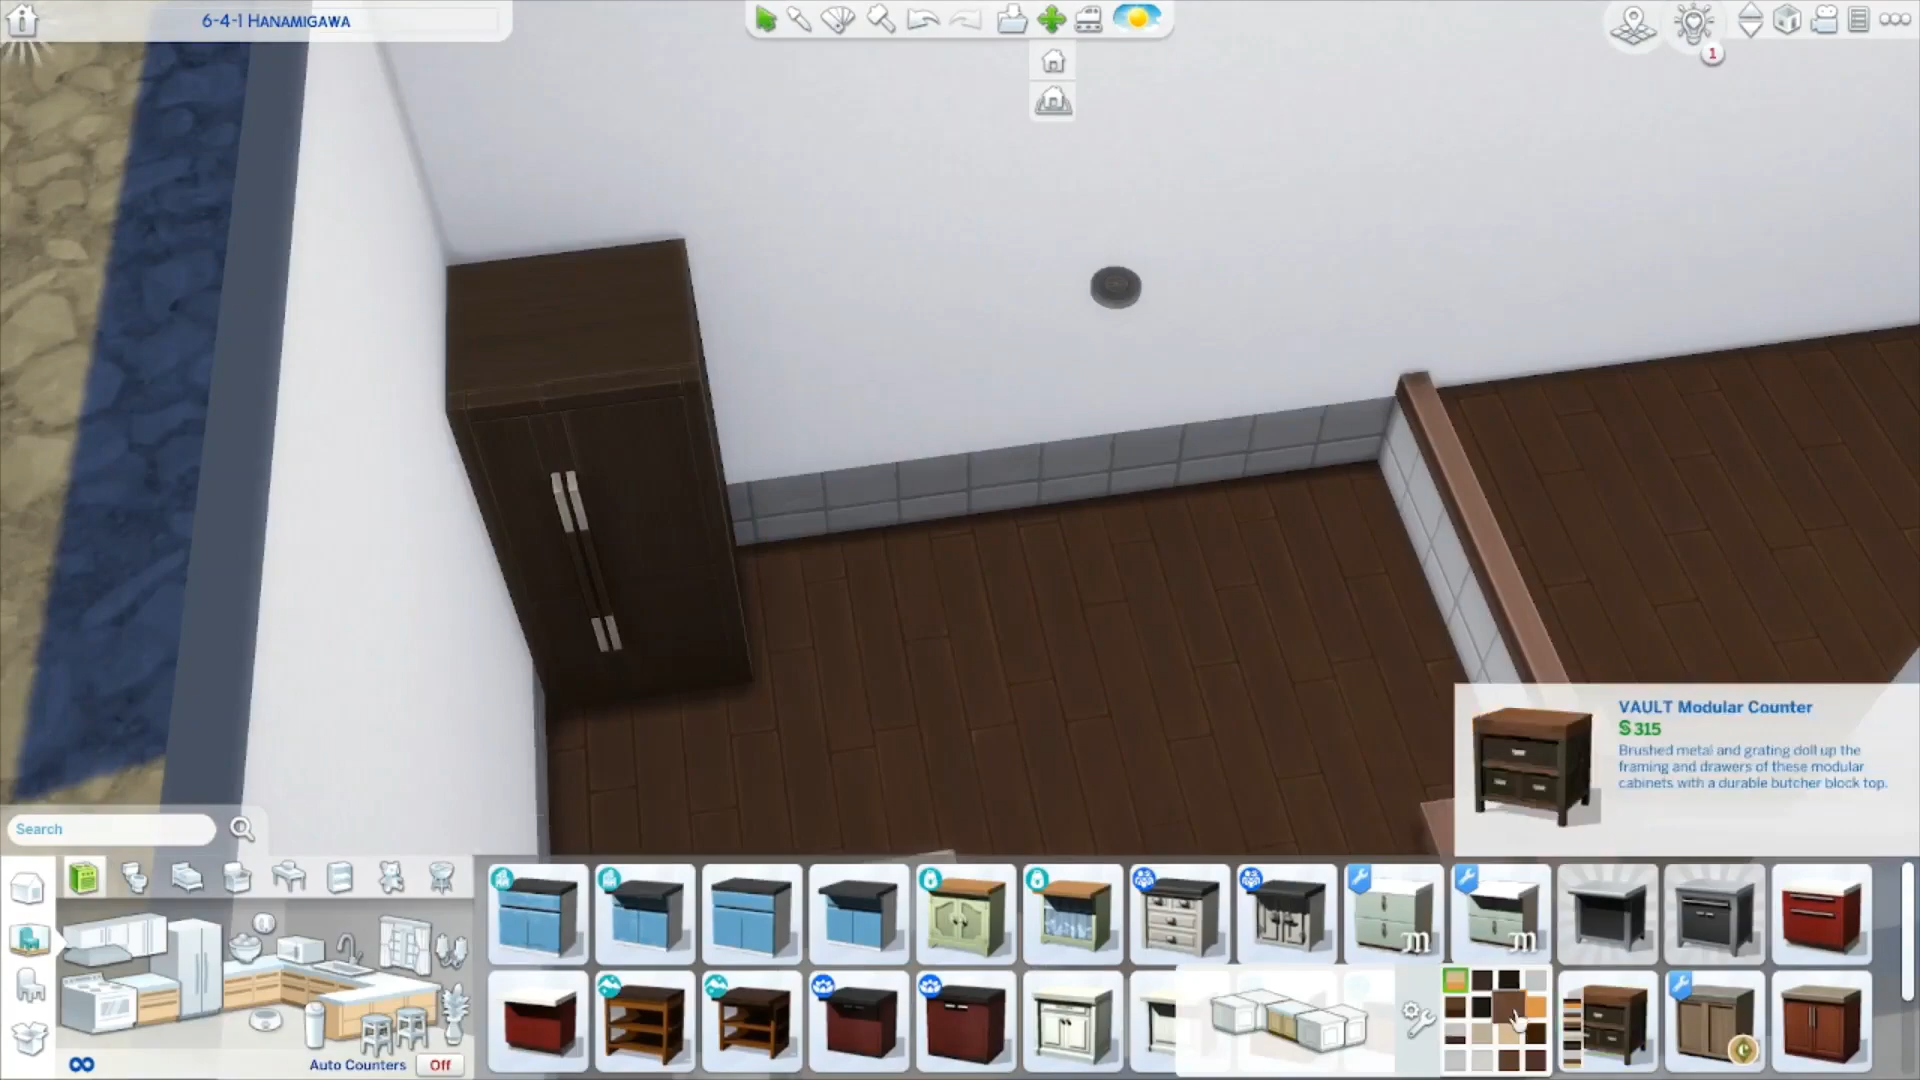 6-4-1 HANAMIGAWA
1
VAULT Modular Counter
§315
Brushed metal and grating doll up the
framing and drawers of these modular
cabinets with a durable butcher block top.
Search
m
m
Auto Counters Off